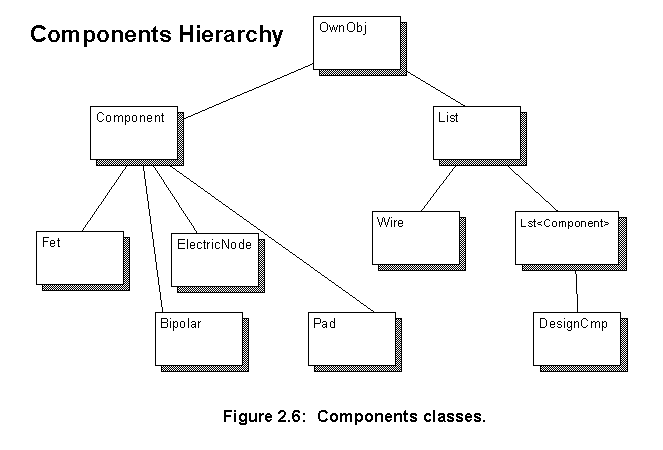 Components Hierarchy
OwnObj
Component
List
Fet
ElectricNode
Wire
Lst<Component>
Bipolar
Pad
DesignCmp
Figure 2.6: Components classes.